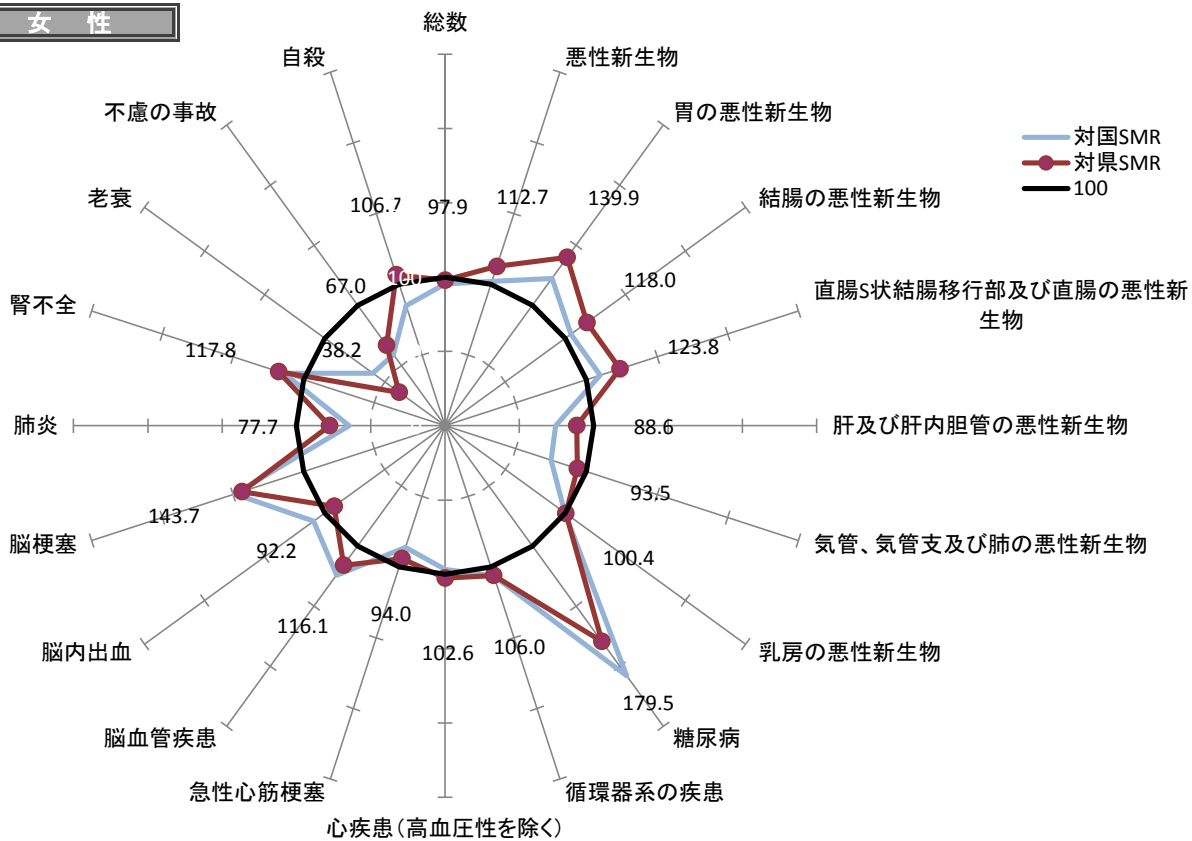 女 性
総数
自殺
悪性新生物
不慮の事故
胃の悪性新生物
対国SMR
対県SMR
100
老衰
結腸の悪性新生物
腎不全
直腸S状結腸移行部及び直腸の悪性新
生物
肺炎
肝及び肝内胆管の悪性新生物
脳梗塞
気管、気管支及び肺の悪性新生物
脳内出血
乳房の悪性新生物
脳血管疾患
糖尿病
急性心筋梗塞
循環器系の疾患
心疾患(高血圧性を除く)
97.9
112.7
139.9
118.0
123.8
88.6
93.5
100.4
179.5
106.0
102.6
94.0
116.1
92.2
143.7
77.7
117.8
38.2
67.0
106.7
100